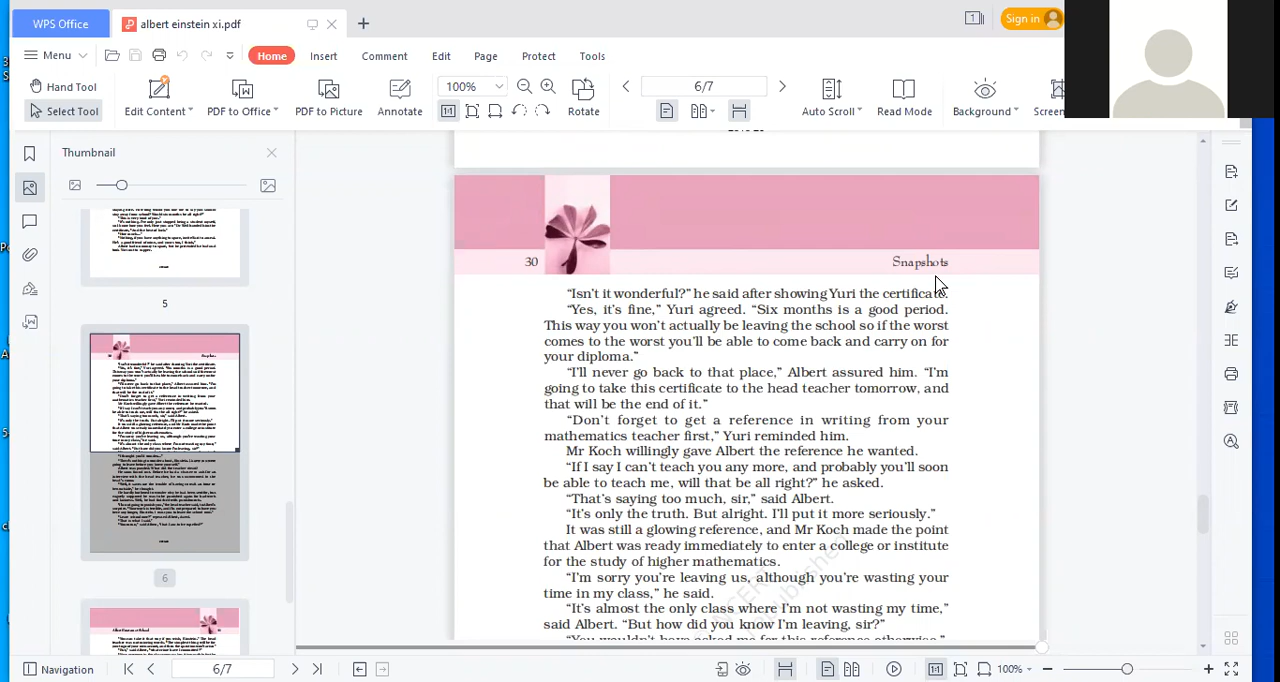 WPS Office
albert einstein xi.pdf
Sign in
Menu
Home
Insert
Comment
Edit
Page
Protect
Tools
Hand Tool
Select Tool
Edit Content
PDF to Office
PDF to Picture
Annotate
100%
Rotate
6/7
Auto Scroll
Read Mode
Background
Screen
Thumbnail
5
6
30
Snapshots
“Isn’t it wonderful?” he said after showing Yuri the certificate.
“Yes, it’s fine,” Yuri agreed. “Six months is a good period.
This way you won’t actually be leaving the school so if the worst
comes to the worst you’ll be able to come back and carry on for
your diploma.”
“I’ll never go back to that place,” Albert assured him. “I’m
going to take this certificate to the head teacher tomorrow, and
that will be the end of it.”
“Don’t forget to get a reference in writing from your
mathematics teacher first,” Yuri reminded him.
Mr Koch willingly gave Albert the reference he wanted.
“If I say I can’t teach you any more, and probably you’ll soon
be able to teach me, will that be all right?” he asked.
“That’s saying too much, sir,” said Albert.
“It’s only the truth. But alright. I’ll put it more seriously.”
It was still a glowing reference, and Mr Koch made the point
that Albert was ready immediately to enter a college or institute
for the study of higher mathematics.
“I’m sorry you’re leaving us, although you’re wasting your
time in my class,” he said.
“It’s almost the only class where I’m not wasting my time,”
said Albert. “But how did you know I’m leaving, sir?”
“You wouldn’t have asked me for this reference otherwise.”
Navigation
6/7
100%